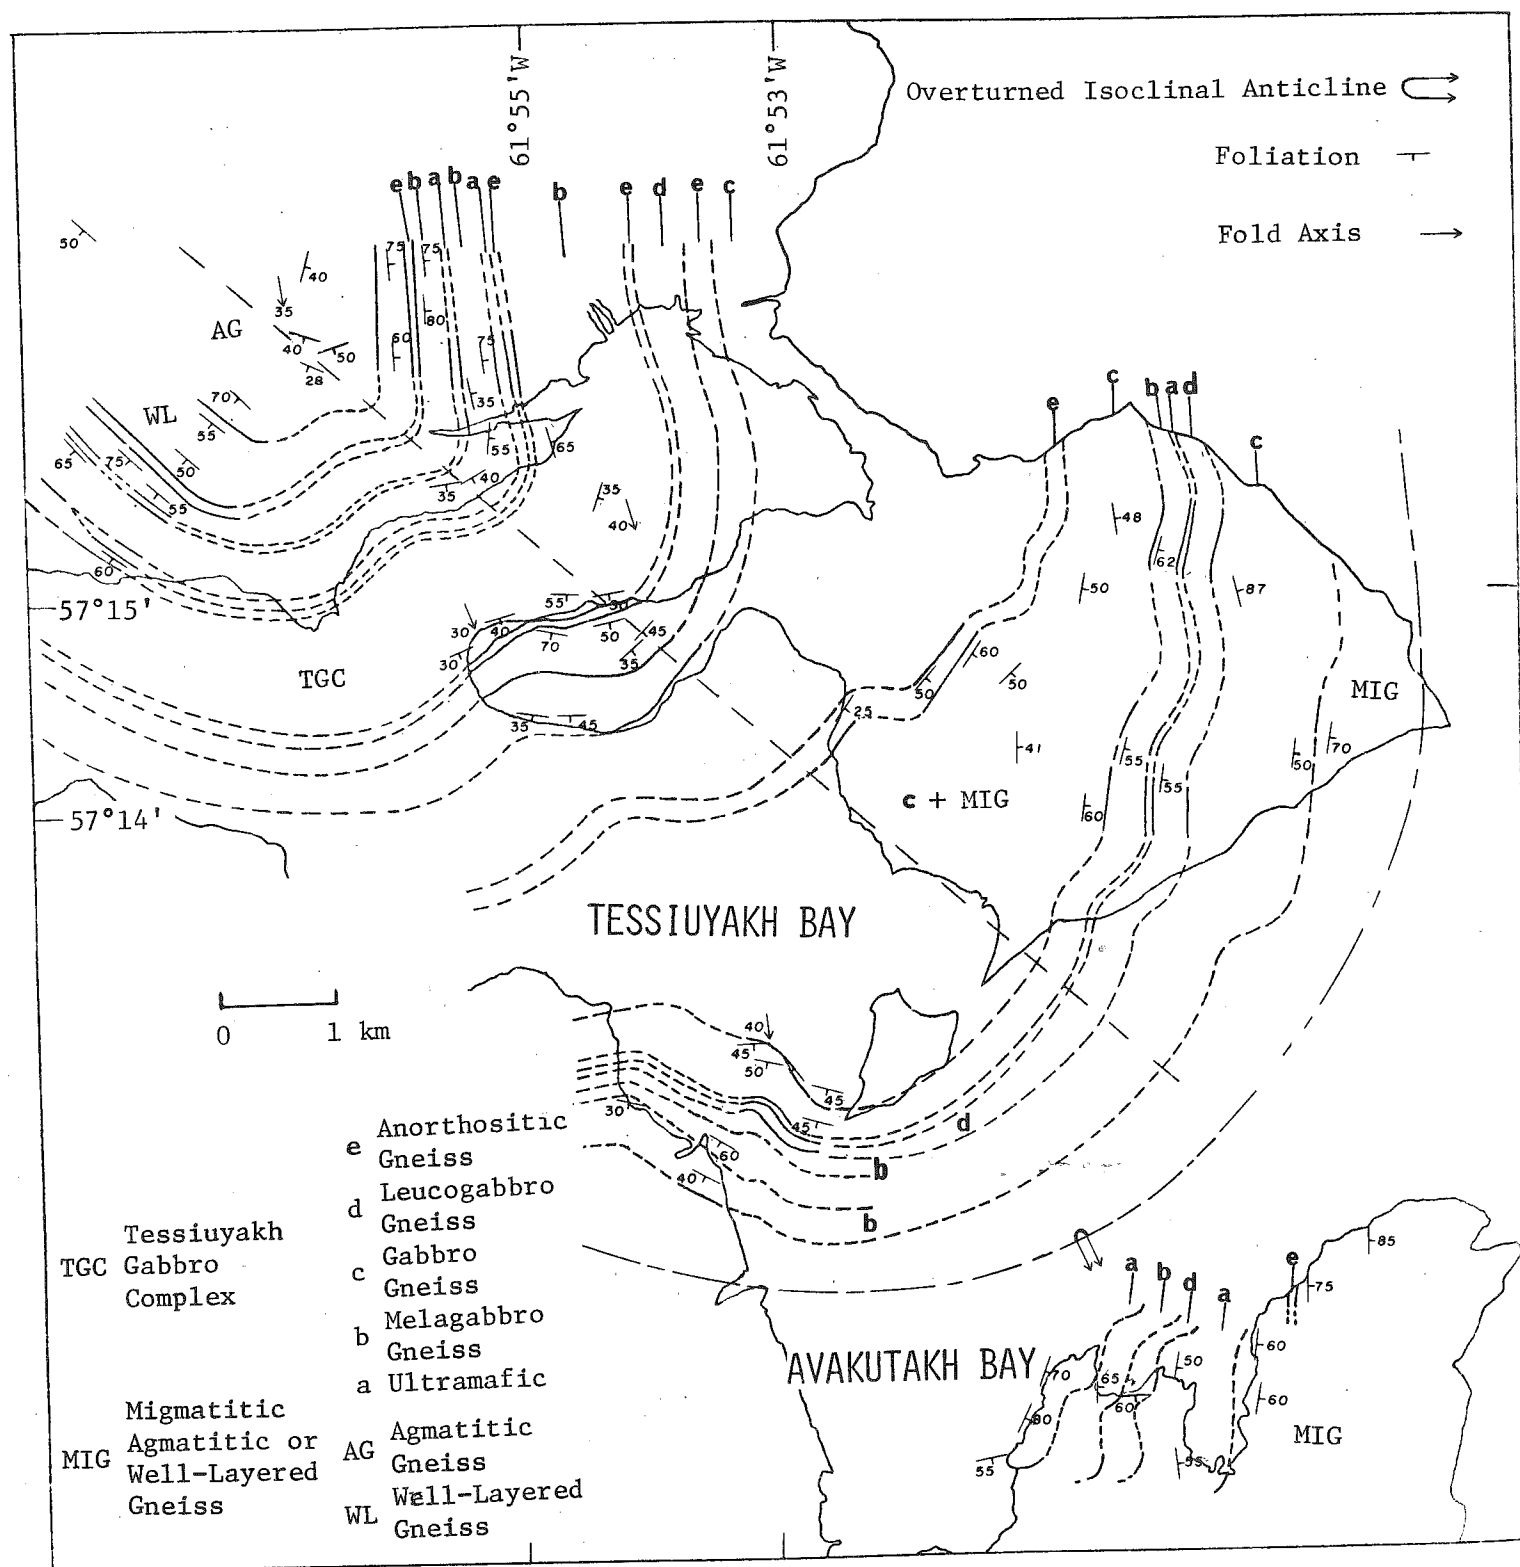 61°55'W
61°53'W
Overturned Isoclinal Anticline
Foliation
Fold Axis
e b a b a e
b
e d e c
50
75
75
40
35
AG
80
60
40
50
75
28
70
35
WL
55
c
b a d
e
c
65
75
50
55
65
40
35
55
35
40
48
62
60
50
87
57°15'
55
50
30
40
70
50
45
30
35
60
50
50
TGC
25
MIG
35
45
41
55
50
70
55
c + MIG
60
57°14'
TESSIUYAKH BAY
0 1 km
40
45
50
45
30
45
d
60
b
40
b
e Anorthositic
Gneiss
d Leucogabbro
Gneiss
c Gabbro
Gneiss
b Melagabbro
Gneiss
a Ultramafic
AG Agmatitic
Gneiss
WL Well-Layered
Gneiss
TGC Tessiuyakh
Gabbro
Complex
MIG Migmatitic
Agmatitic or
Well-Layered
Gneiss
a b d a
e
85
75
AVAKUTAKH BAY
70
65
50
60
80
60
60
55
55
MIG